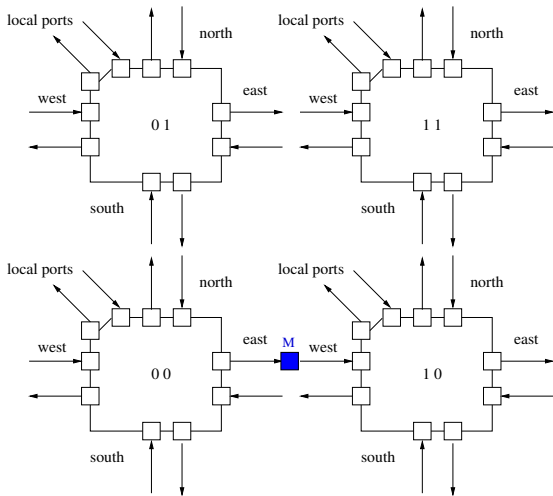 local ports north local ports north
west east west east
0 1 1 1
south south
local ports north local ports north
west east M west east
0 0 1 0
south south